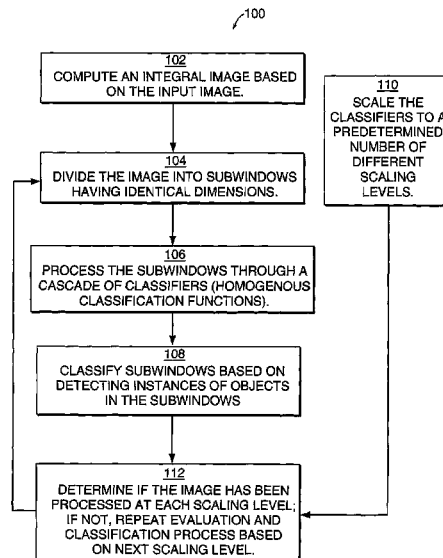 100
102
COMPUTE AN INTEGRAL IMAGE BASED
ON THE INPUT IMAGE.
110
SCALE THE
CLASSIFIERS TO A
PREDETERMINED
NUMBER OF
DIFFERENT
SCALING
LEVELS.
104
DIVIDE THE IMAGE INTO SUBWINDOWS
HAVING IDENTICAL DIMENSIONS.
106
PROCESS THE SUBWINDOWS THROUGH A
CASCADE OF CLASSIFIERS (HOMOGENOUS
CLASSIFICATION FUNCTIONS).
108
CLASSIFY SUBWINDOWS BASED ON
DETECTING INSTANCES OF OBJECTS
IN THE SUBWINDOWS
112
DETERMINE IF THE IMAGE HAS BEEN
PROCESSED AT EACH SCALING LEVEL;
IF NOT, REPEAT EVALUATION AND
CLASSIFICATION PROCESS BASED
ON NEXT SCALING LEVEL.